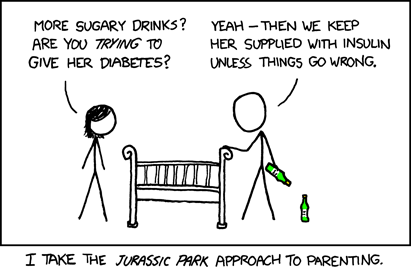 MORE SUGARY DRINKS?
ARE YOU TRYING TO
GIVE HER DIABETES?
YEAH – THEN WE KEEP
HER SUPPLIED WITH INSULIN
UNLESS THINGS GO WRONG.
I TAKE THE JURASSIC PARK APPROACH TO PARENTING.